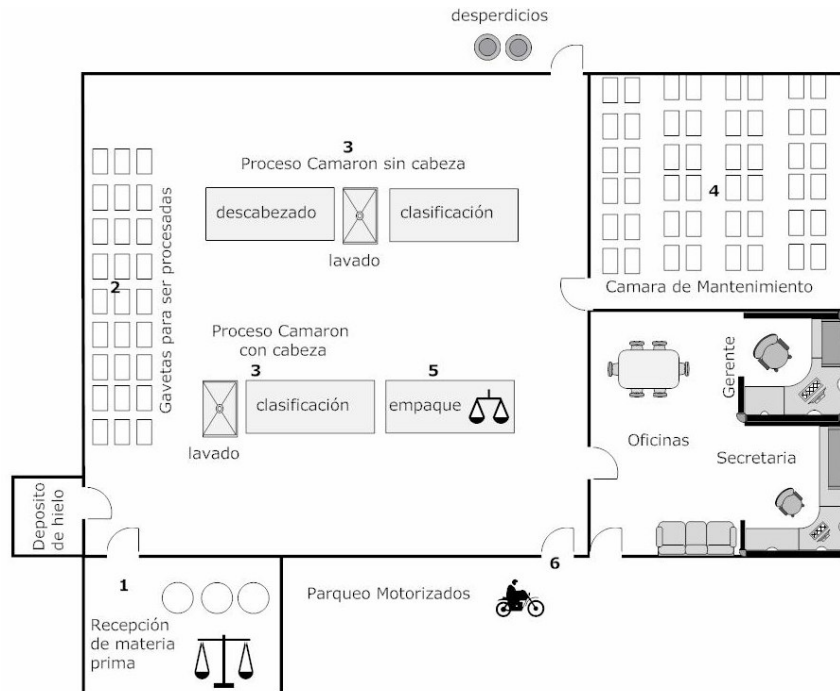 desperdicios
3
Proceso Camaron sin cabeza
descabezado
clasificación
lavado
4
Camara de Mantenimiento
2
Gavetas para ser procesadas
Proceso Camaron
con cabeza
3
5
clasificación
empaque
lavado
Gerente
Oficinas
Secretaria
Deposito
de hielo
1
Recepción
de materia
prima
6
Parqueo Motorizados